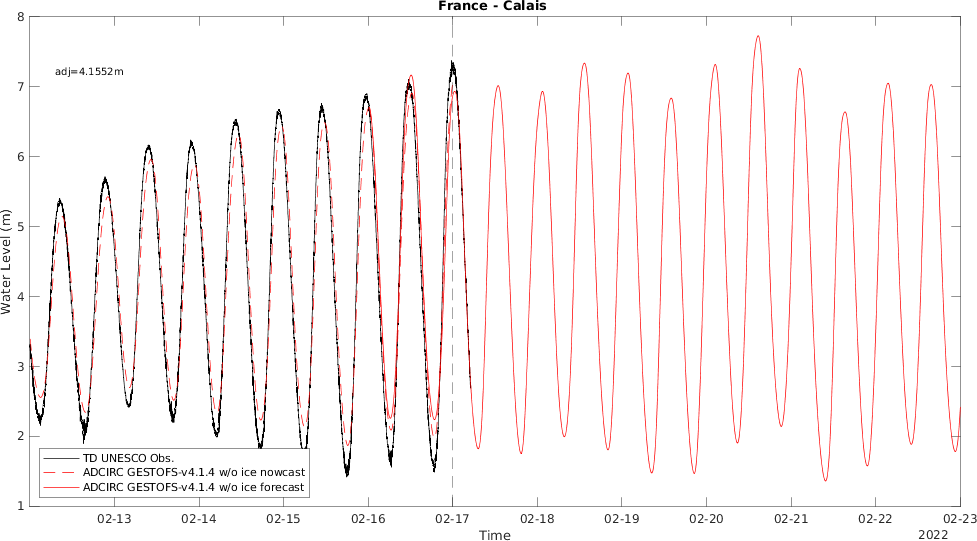 France - Calais
8
adj=4.1552m
7
6
5
Water Level (m)
4
3
2
TD UNESCO Obs.
ADCIRC GESTOFS-v4.1.4 w/o ice nowcast
ADCIRC GESTOFS-v4.1.4 w/o ice forecast
1
02-13 02-14 02-15 02-16 02-17 02-18 02-19 02-20 02-21 02-22 02-23
Time
2022